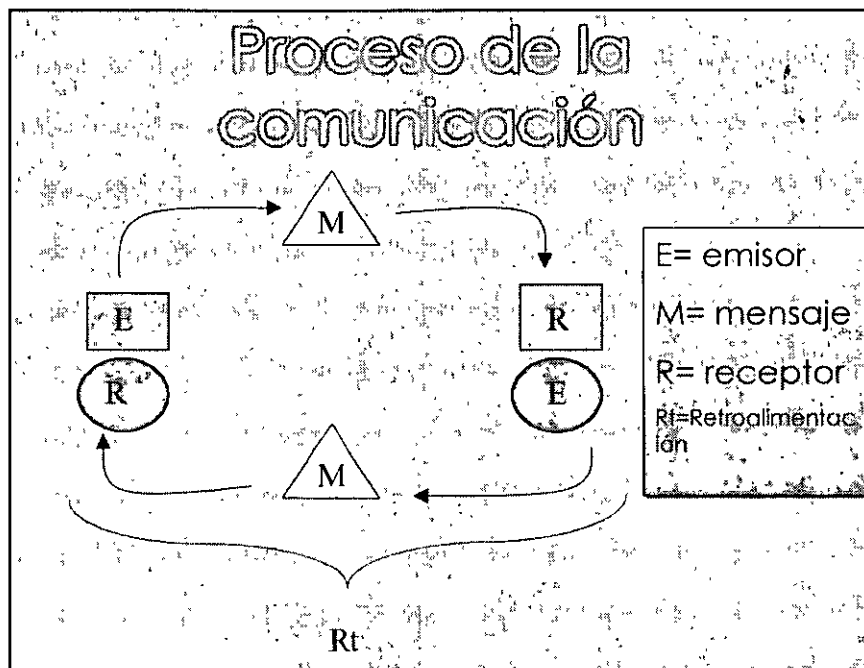 Proceso de la
comunicación
M
E
R
R
E
M
Rt
E= emisor
M= mensaje
R= receptor
Rt=Retroalimentac
ión